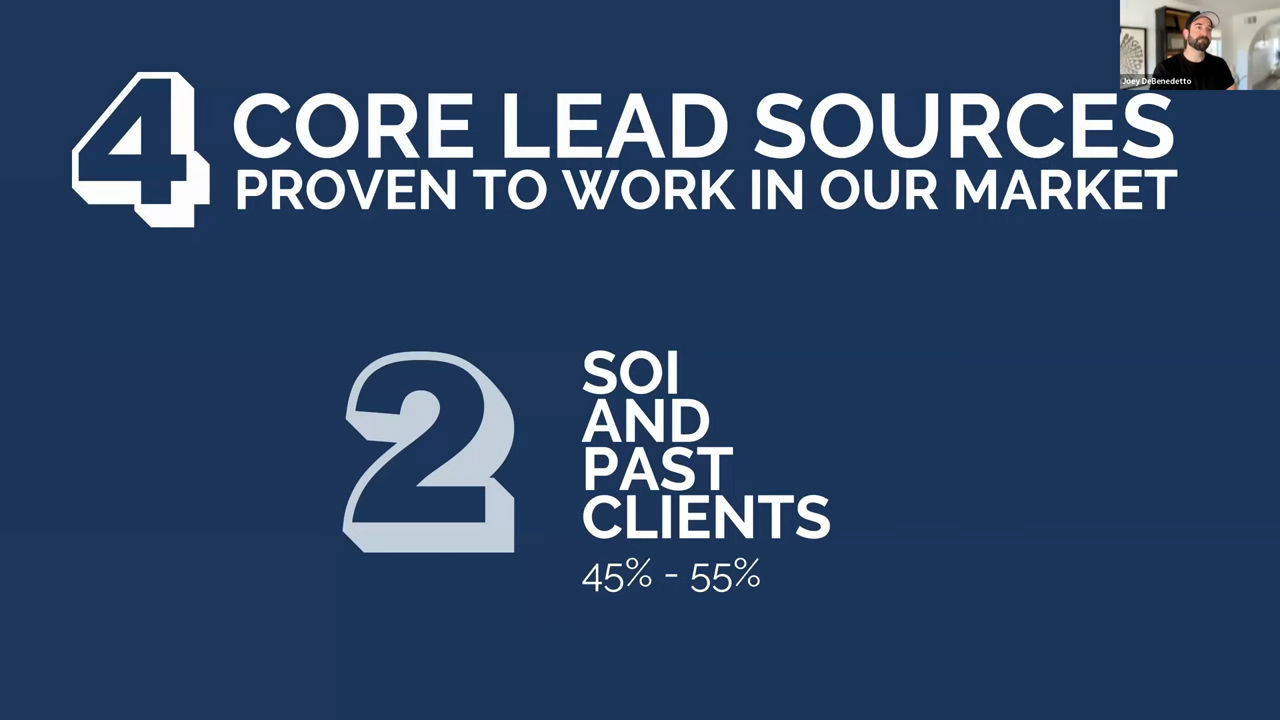 4 CORE LEAD SOURCES
PROVEN TO WORK IN OUR MARKET
2
SOI
AND
PAST
CLIENTS
45% - 55%
Joey DeBenedetto